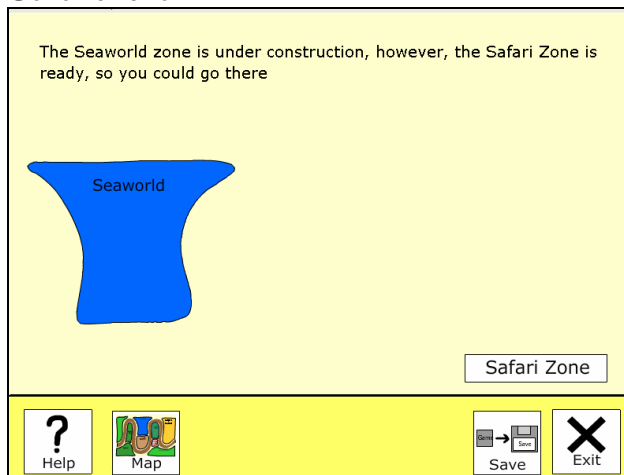 The Seaworld zone is under construction, however, the Safari Zone is
ready, so you could go there
Seaworld
Safari Zone
Help
Map
Game
Save
Save
Exit